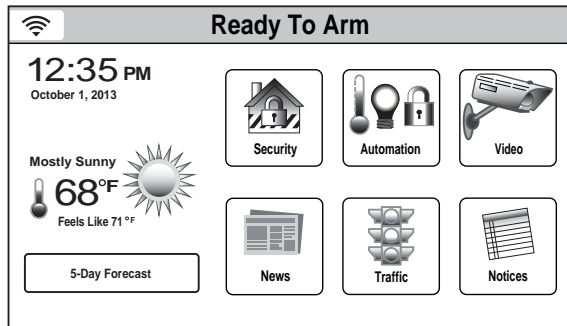 Ready To Arm
12:35 PM
October 1, 2013
Mostly Sunny
68°F
Feels Like 71°F
5-Day Forecast
Security
Automation
Video
News
Traffic
Notices